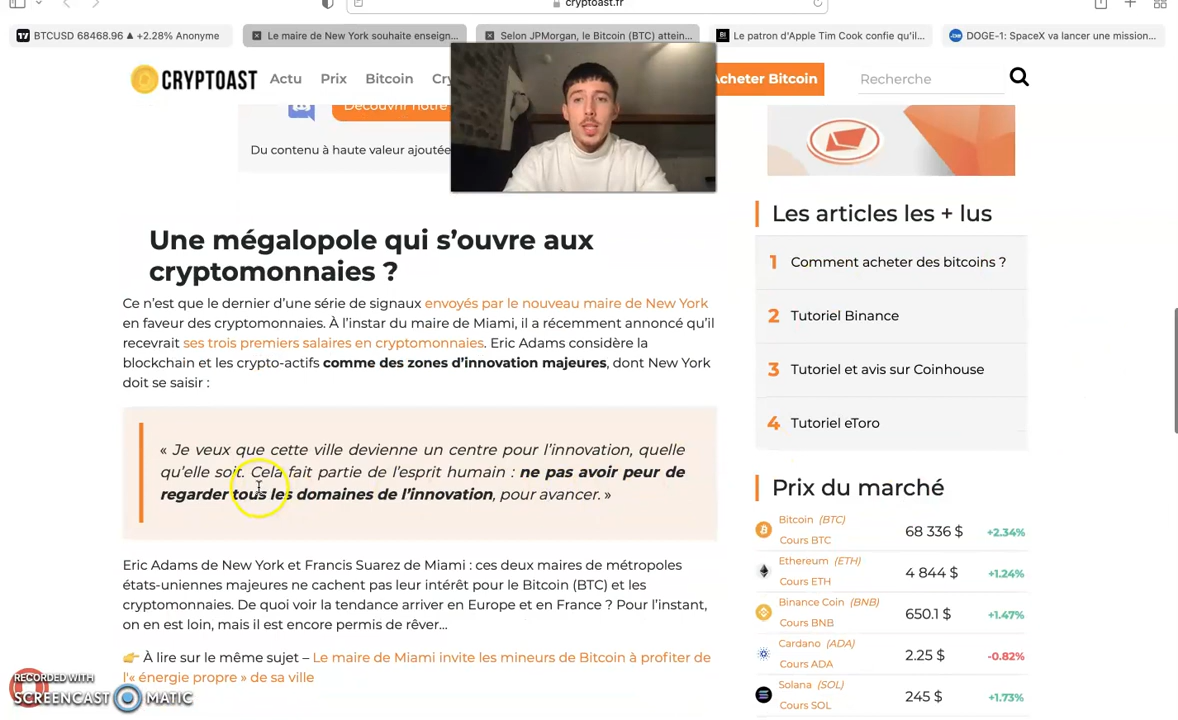 cryptoast.fr
BTCUSD 68468.96 ▲ +2.28% Anonyme
Le maire de New York souhaite enseign...
Selon JPMorgan, le Bitcoin (BTC) attein...
Le patron d'Apple Tim Cook confie qu'il...
DOGE-1: SpaceX va lancer une mission...
CRYPTOAST
Actu
Prix
Bitcoin
Acheter Bitcoin
Recherche
Découvrir notre
Du contenu à haute valeur ajoutée
Une mégalopole qui s'ouvre aux
cryptomonnaies ?
Ce n'est que le dernier d'une série de signaux envoyés par le nouveau maire de New York
en faveur des cryptomonnaies. À l'instar du maire de Miami, il a récemment annoncé qu'il
recevrait ses trois premiers salaires en cryptomonnaies. Eric Adams considère la
blockchain et les crypto-actifs comme des zones d'innovation majeures, dont New York
doit se saisir :
« Je veux que cette ville devienne un centre pour l'innovation, quelle
qu'elle soit. Cela fait partie de l'esprit humain : ne pas avoir peur de
regarder tous les domaines de l'innovation, pour avancer. »
Eric Adams de New York et Francis Suarez de Miami : ces deux maires de métropoles
états-uniennes majeures ne cachent pas leur intérêt pour le Bitcoin (BTC) et les
cryptomonnaies. De quoi voir la tendance arriver en Europe et en France ? Pour l'instant,
on en est loin, mais il est encore permis de rêver...
👉 À lire sur le même sujet – Le maire de Miami invite les mineurs de Bitcoin à profiter de
l'« énergie propre » de sa ville
Les articles les + lus
1 Comment acheter des bitcoins ?
2 Tutoriel Binance
3 Tutoriel et avis sur Coinhouse
4 Tutoriel eToro
Prix du marché
Bitcoin (BTC)
Cours BTC
68 336 $
+2.34%
Ethereum (ETH)
Cours ETH
4 844 $
+1.24%
Binance Coin (BNB)
Cours BNB
650.1 $
+1.47%
Cardano (ADA)
Cours ADA
2.25 $
-0.82%
Solana (SOL)
Cours SOL
245 $
+1.73%
RECORDED WITH
SCREENCAST MATIC